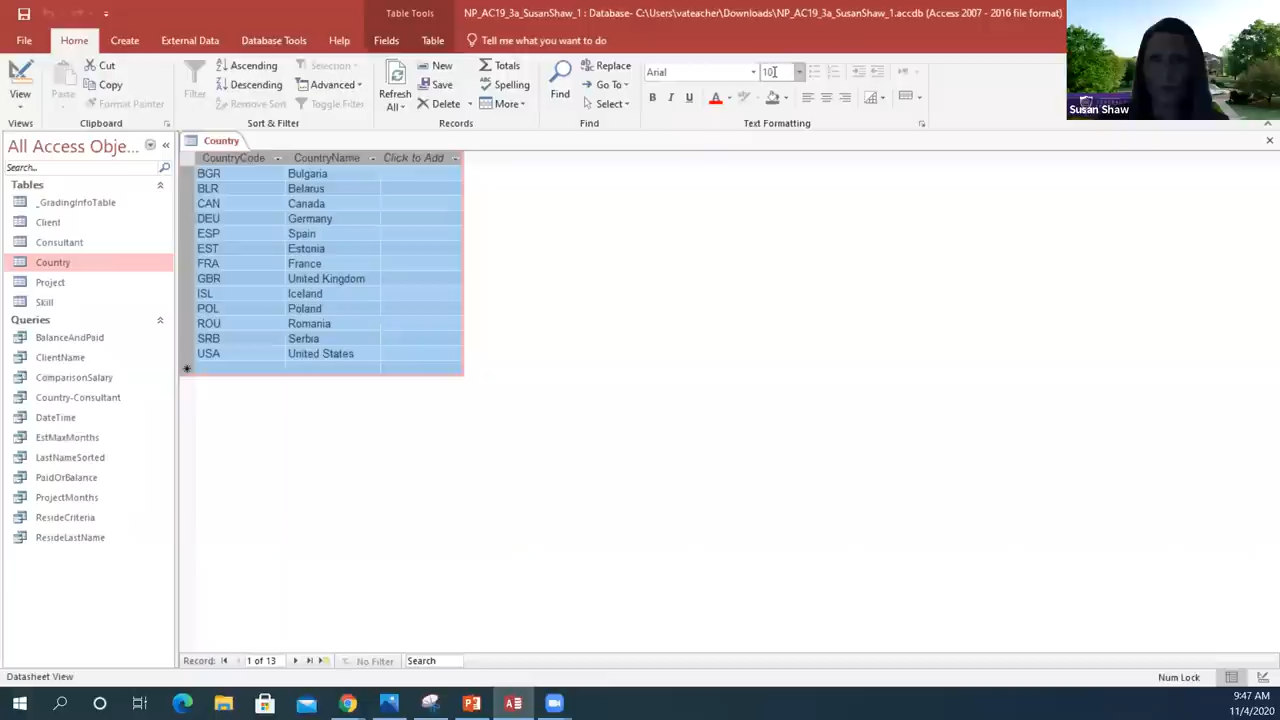 Table Tools
NP_AC19_3a_SusanShaw_1 : Database- C:\Users\vateacher\Downloads\NP_AC19_3a_SusanShaw_1.accdb (Access 2007 - 2016 file format)
File Home Create External Data Database Tools Help Fields Table Tell me what you want to do
View
Views
Paste
Cut
Copy
Format Painter
Clipboard
Filter
Ascending
Descending
Remove Sort
Selection
Advanced
Toggle Filter
Sort & Filter
Refresh
All
New
Save
Delete
Totals
Spelling
More
Records
Find
Replace
Go To
Select
Find
Arial
10
B I U A
Text Formatting
Susan Shaw
All Access Obje...
Search...
Tables
_GradingInfoTable
Client
Consultant
Country
Project
Skill
Queries
BalanceAndPaid
ClientName
ComparisonSalary
Country-Consultant
DateTime
EstMaxMonths
LastNameSorted
PaidOrBalance
ProjectMonths
ResideCriteria
ResideLastName
Country
CountryCode CountryName Click to Add
BGR Bulgaria
BLR Belarus
CAN Canada
DEU Germany
ESP Spain
EST Estonia
FRA France
GBR United Kingdom
ISL Iceland
POL Poland
ROU Romania
SRB Serbia
USA United States
Record: 1 of 13 No Filter Search
Datasheet View
Num Lock
9:47 AM
11/4/2020